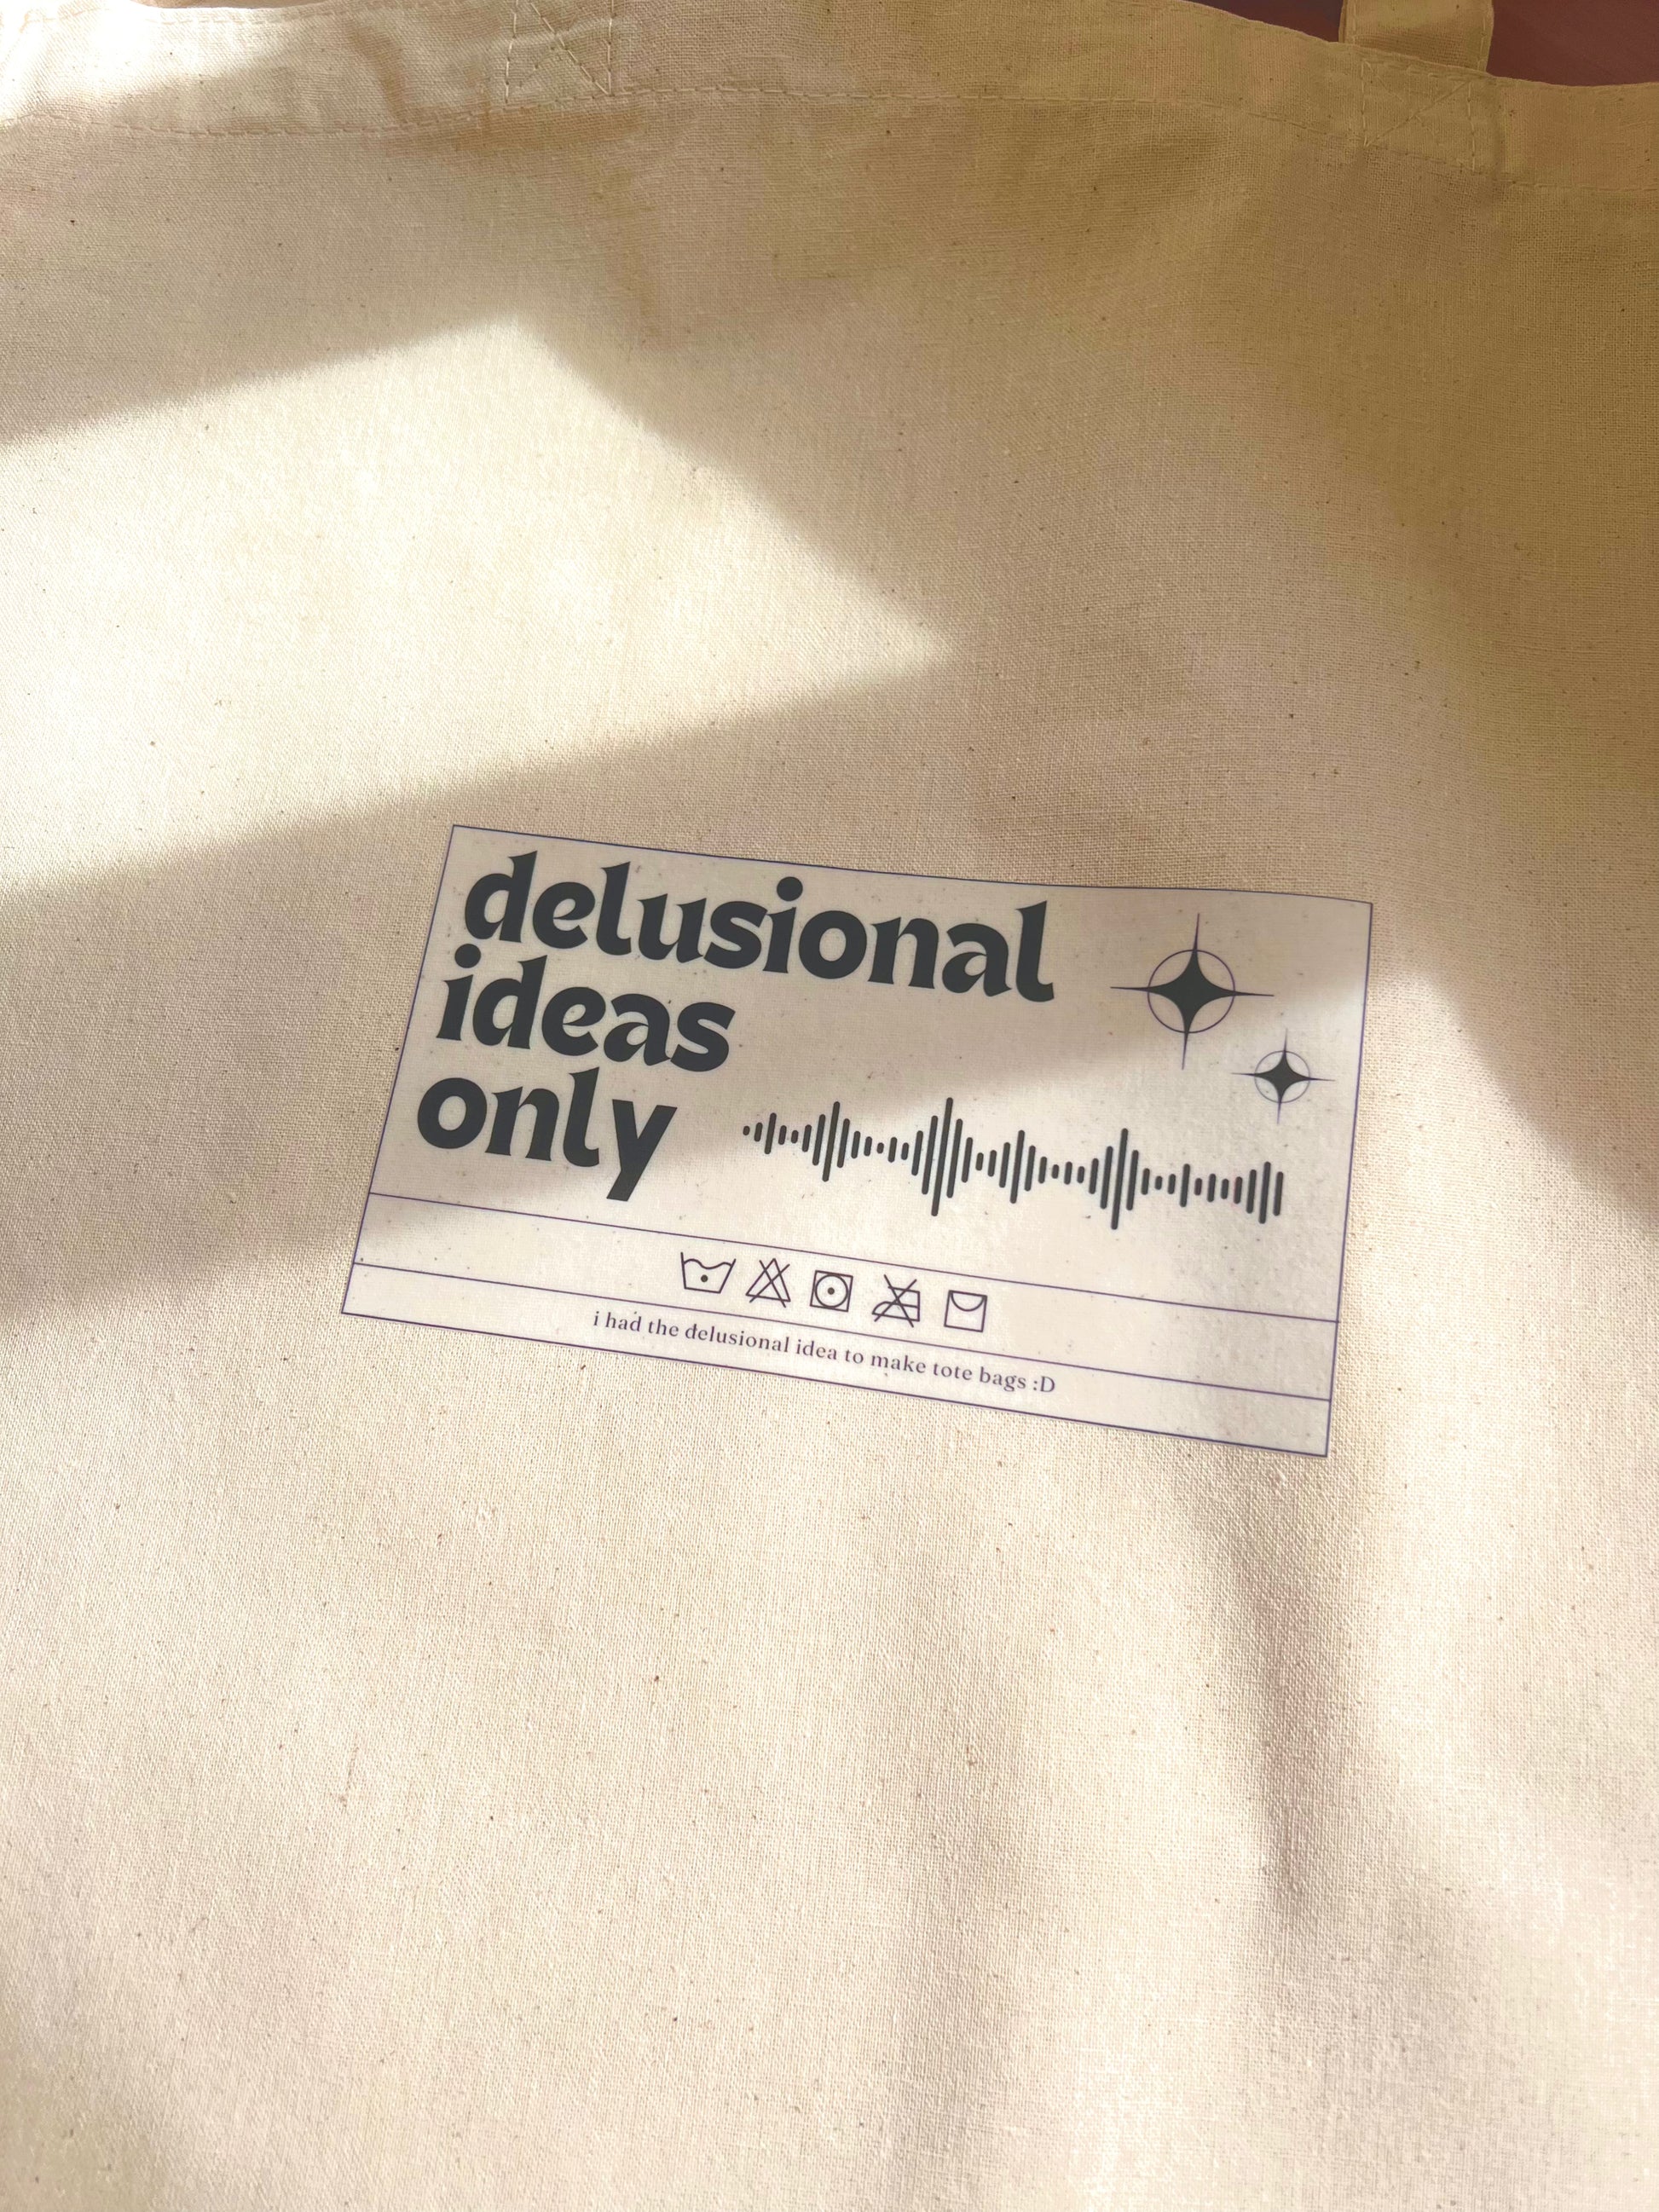 delusional
ideas
only
i had the delusional idea to make tote bags :D